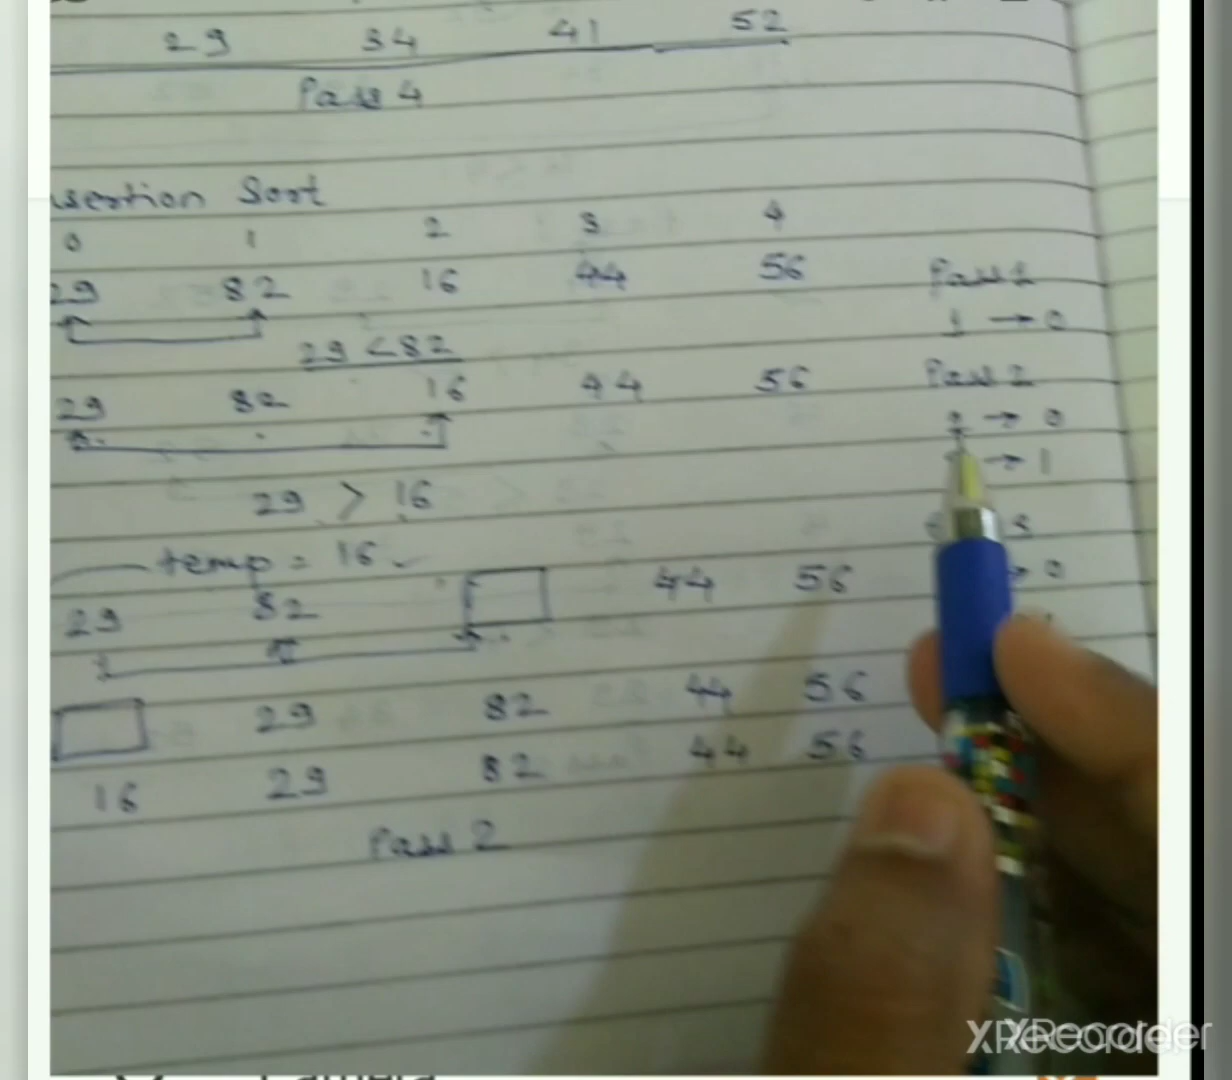 29 34 41 52
Pass 4
sertion Sort
0 1 2 3 4
29 82 16 44 56 Pass 1
1 → 0
29 < 82
29 82 16 44 56 Pass 2
2 → 0
→ 1
29 > 16
3
temp = 16
29 82 44 56 → 0
29 82 44 56
16 29 82 44 56
Pass 2
XRecorder